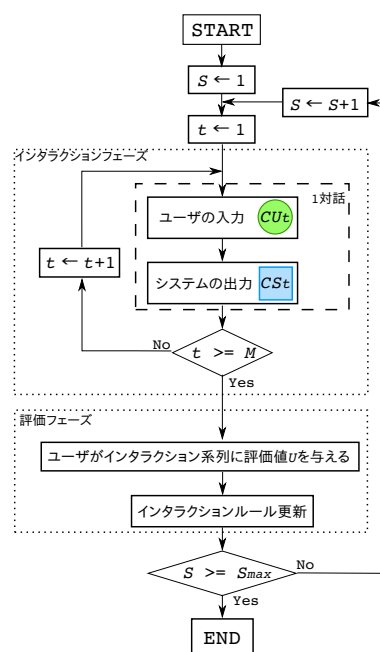 START
S ← 1
S ← S+1
t ← 1
インタラクションフェーズ
1対話
ユーザの入力 CUt
t ← t+1
システムの出力 CSt
No
t >= M
Yes
評価フェーズ
ユーザがインタラクション系列に評価値υを与える
インタラクションルール更新
S >= Smax
No
Yes
END